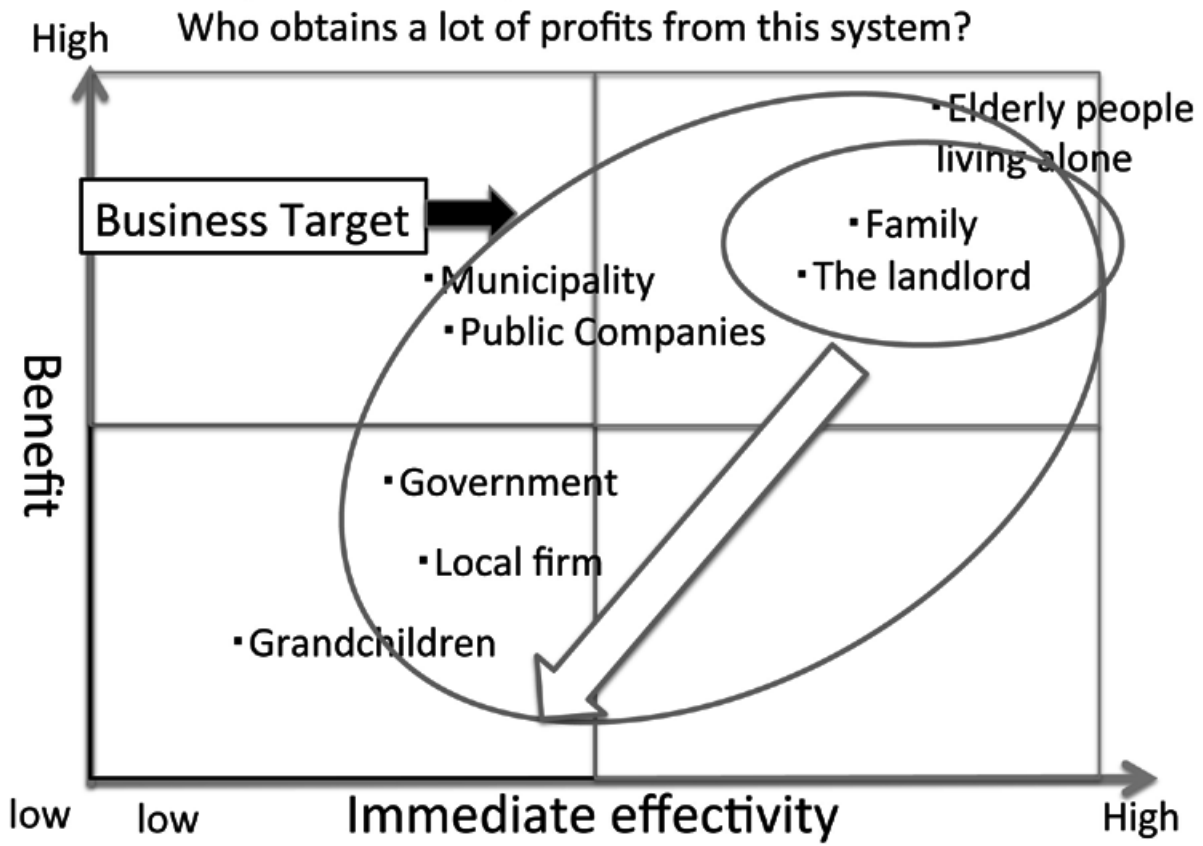 Who obtains a lot of profits from this system?
High
▪Elderly people
living alone
Business Target
▪Family
▪The landlord
▪Municipality
▪Public Companies
Benefit
▪Government
▪Local firm
▪Grandchildren
low
low
Immediate effectivity
High